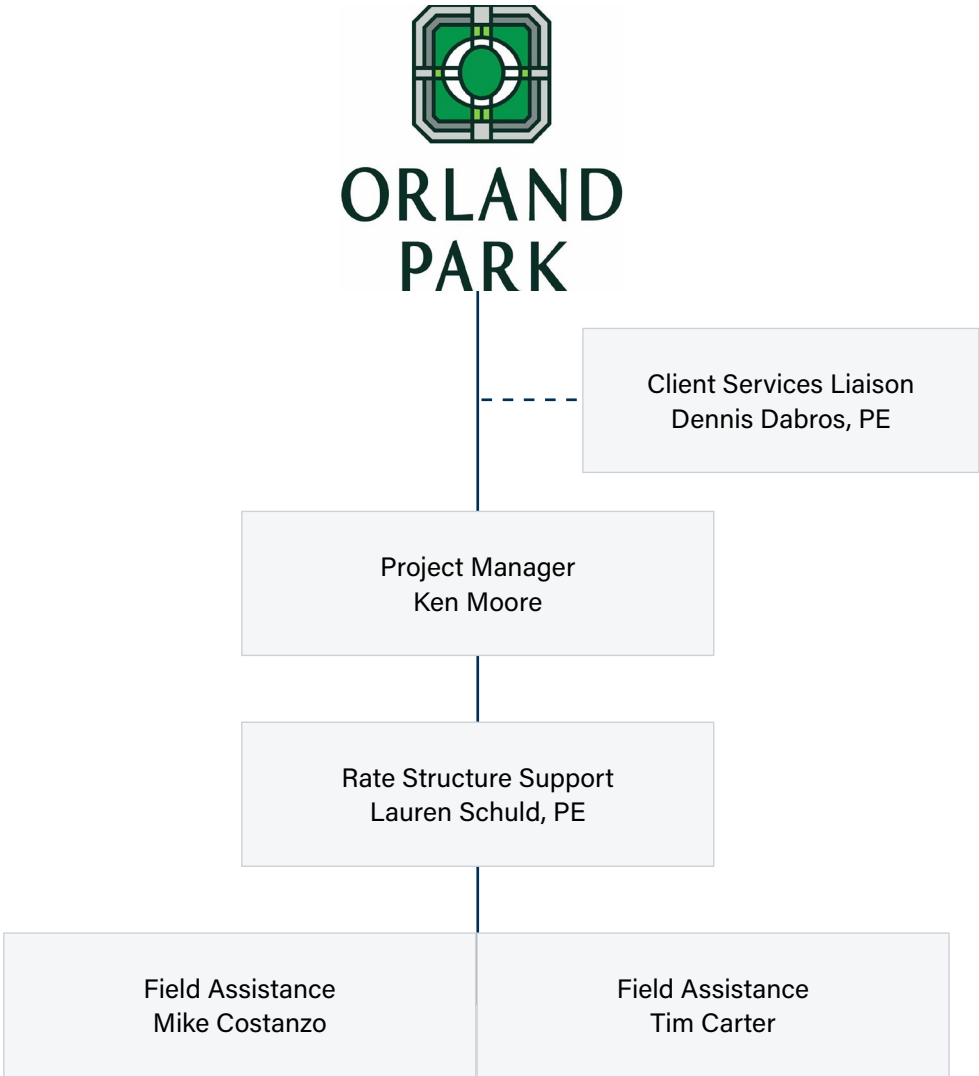 ORLAND
PARK
Client Services Liaison
Dennis Dabros, PE
Project Manager
Ken Moore
Rate Structure Support
Lauren Schuld, PE
Field Assistance
Mike Costanzo
Field Assistance
Tim Carter